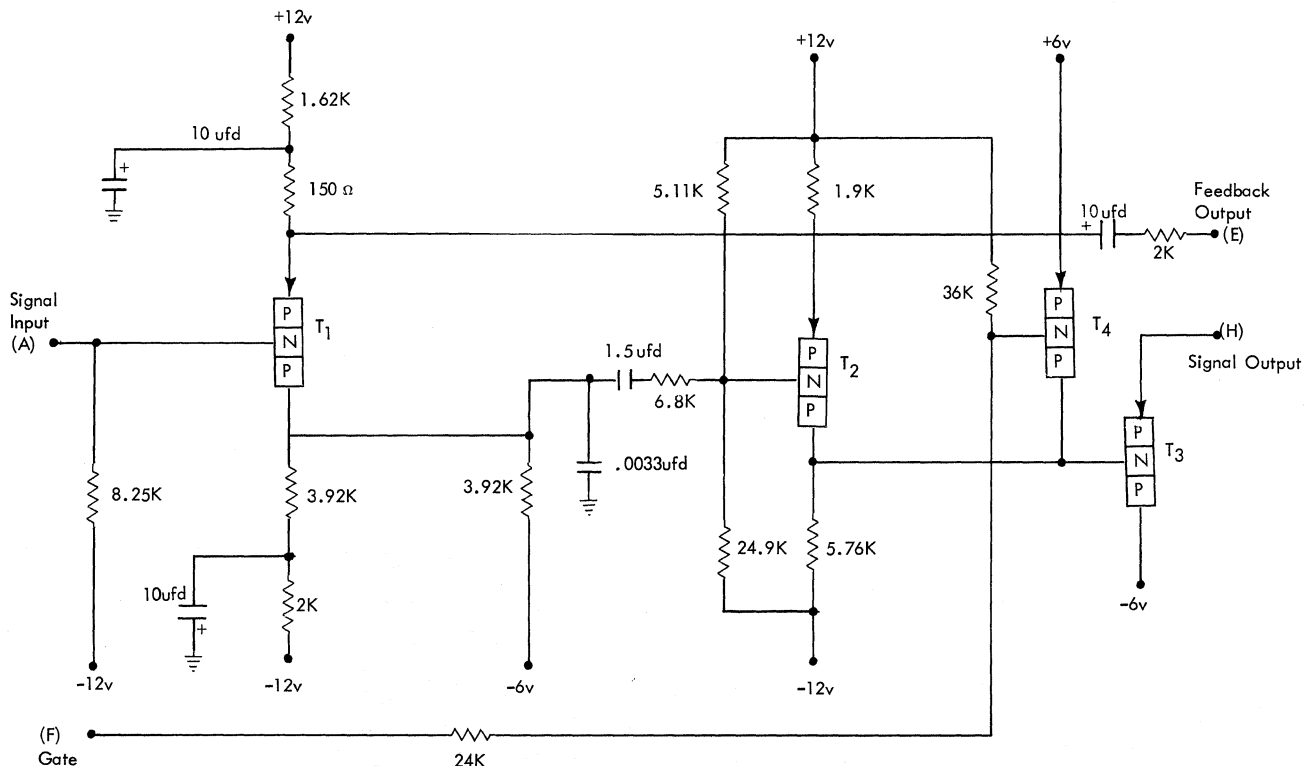 +12v
1.62K
10 ufd
+
150 Ω
+12v
+6v
5.11K
1.9K
10ufd
+
Feedback
Output
(E)
2K
36K
Signal
Input
(A)
P
N
P
T1
P
N
P
T4
(H)
Signal Output
1.5 ufd
6.8K
P
N
P
T2
P
N
P
T3
.0033ufd
8.25K
3.92K
3.92K
24.9K
5.76K
10ufd
+
2K
-6v
-12v
-12v
-6v
-12v
(F)
Gate
24K